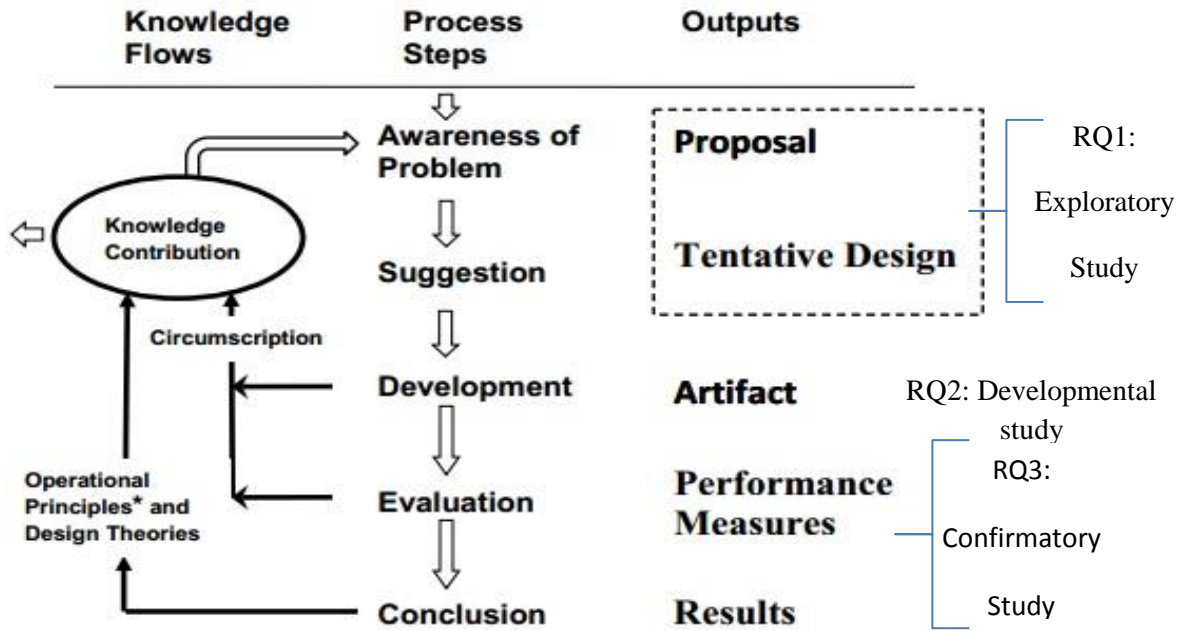 Knowledge
Flows
Process
Steps
Outputs
Awareness of
Problem
Proposal
RQ1:
Exploratory
Study
Knowledge
Contribution
Suggestion
Tentative Design
Circumscription
Development
Artifact
RQ2: Developmental
study
Operational
Principles* and
Design Theories
Evaluation
Performance
Measures
RQ3:
Confirmatory
Study
Conclusion
Results